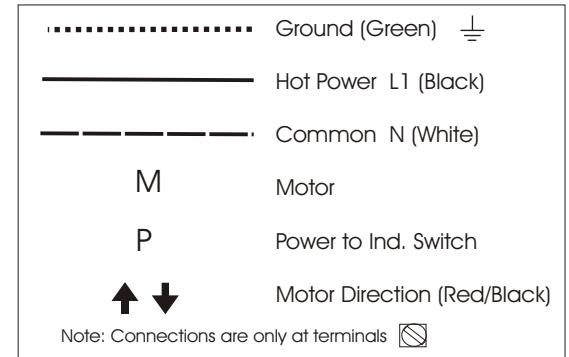 Ground (Green)
Hot Power L1 (Black)
Common N (White)
M Motor
P Power to Ind. Switch
Motor Direction (Red/Black)
Note: Connections are only at terminals